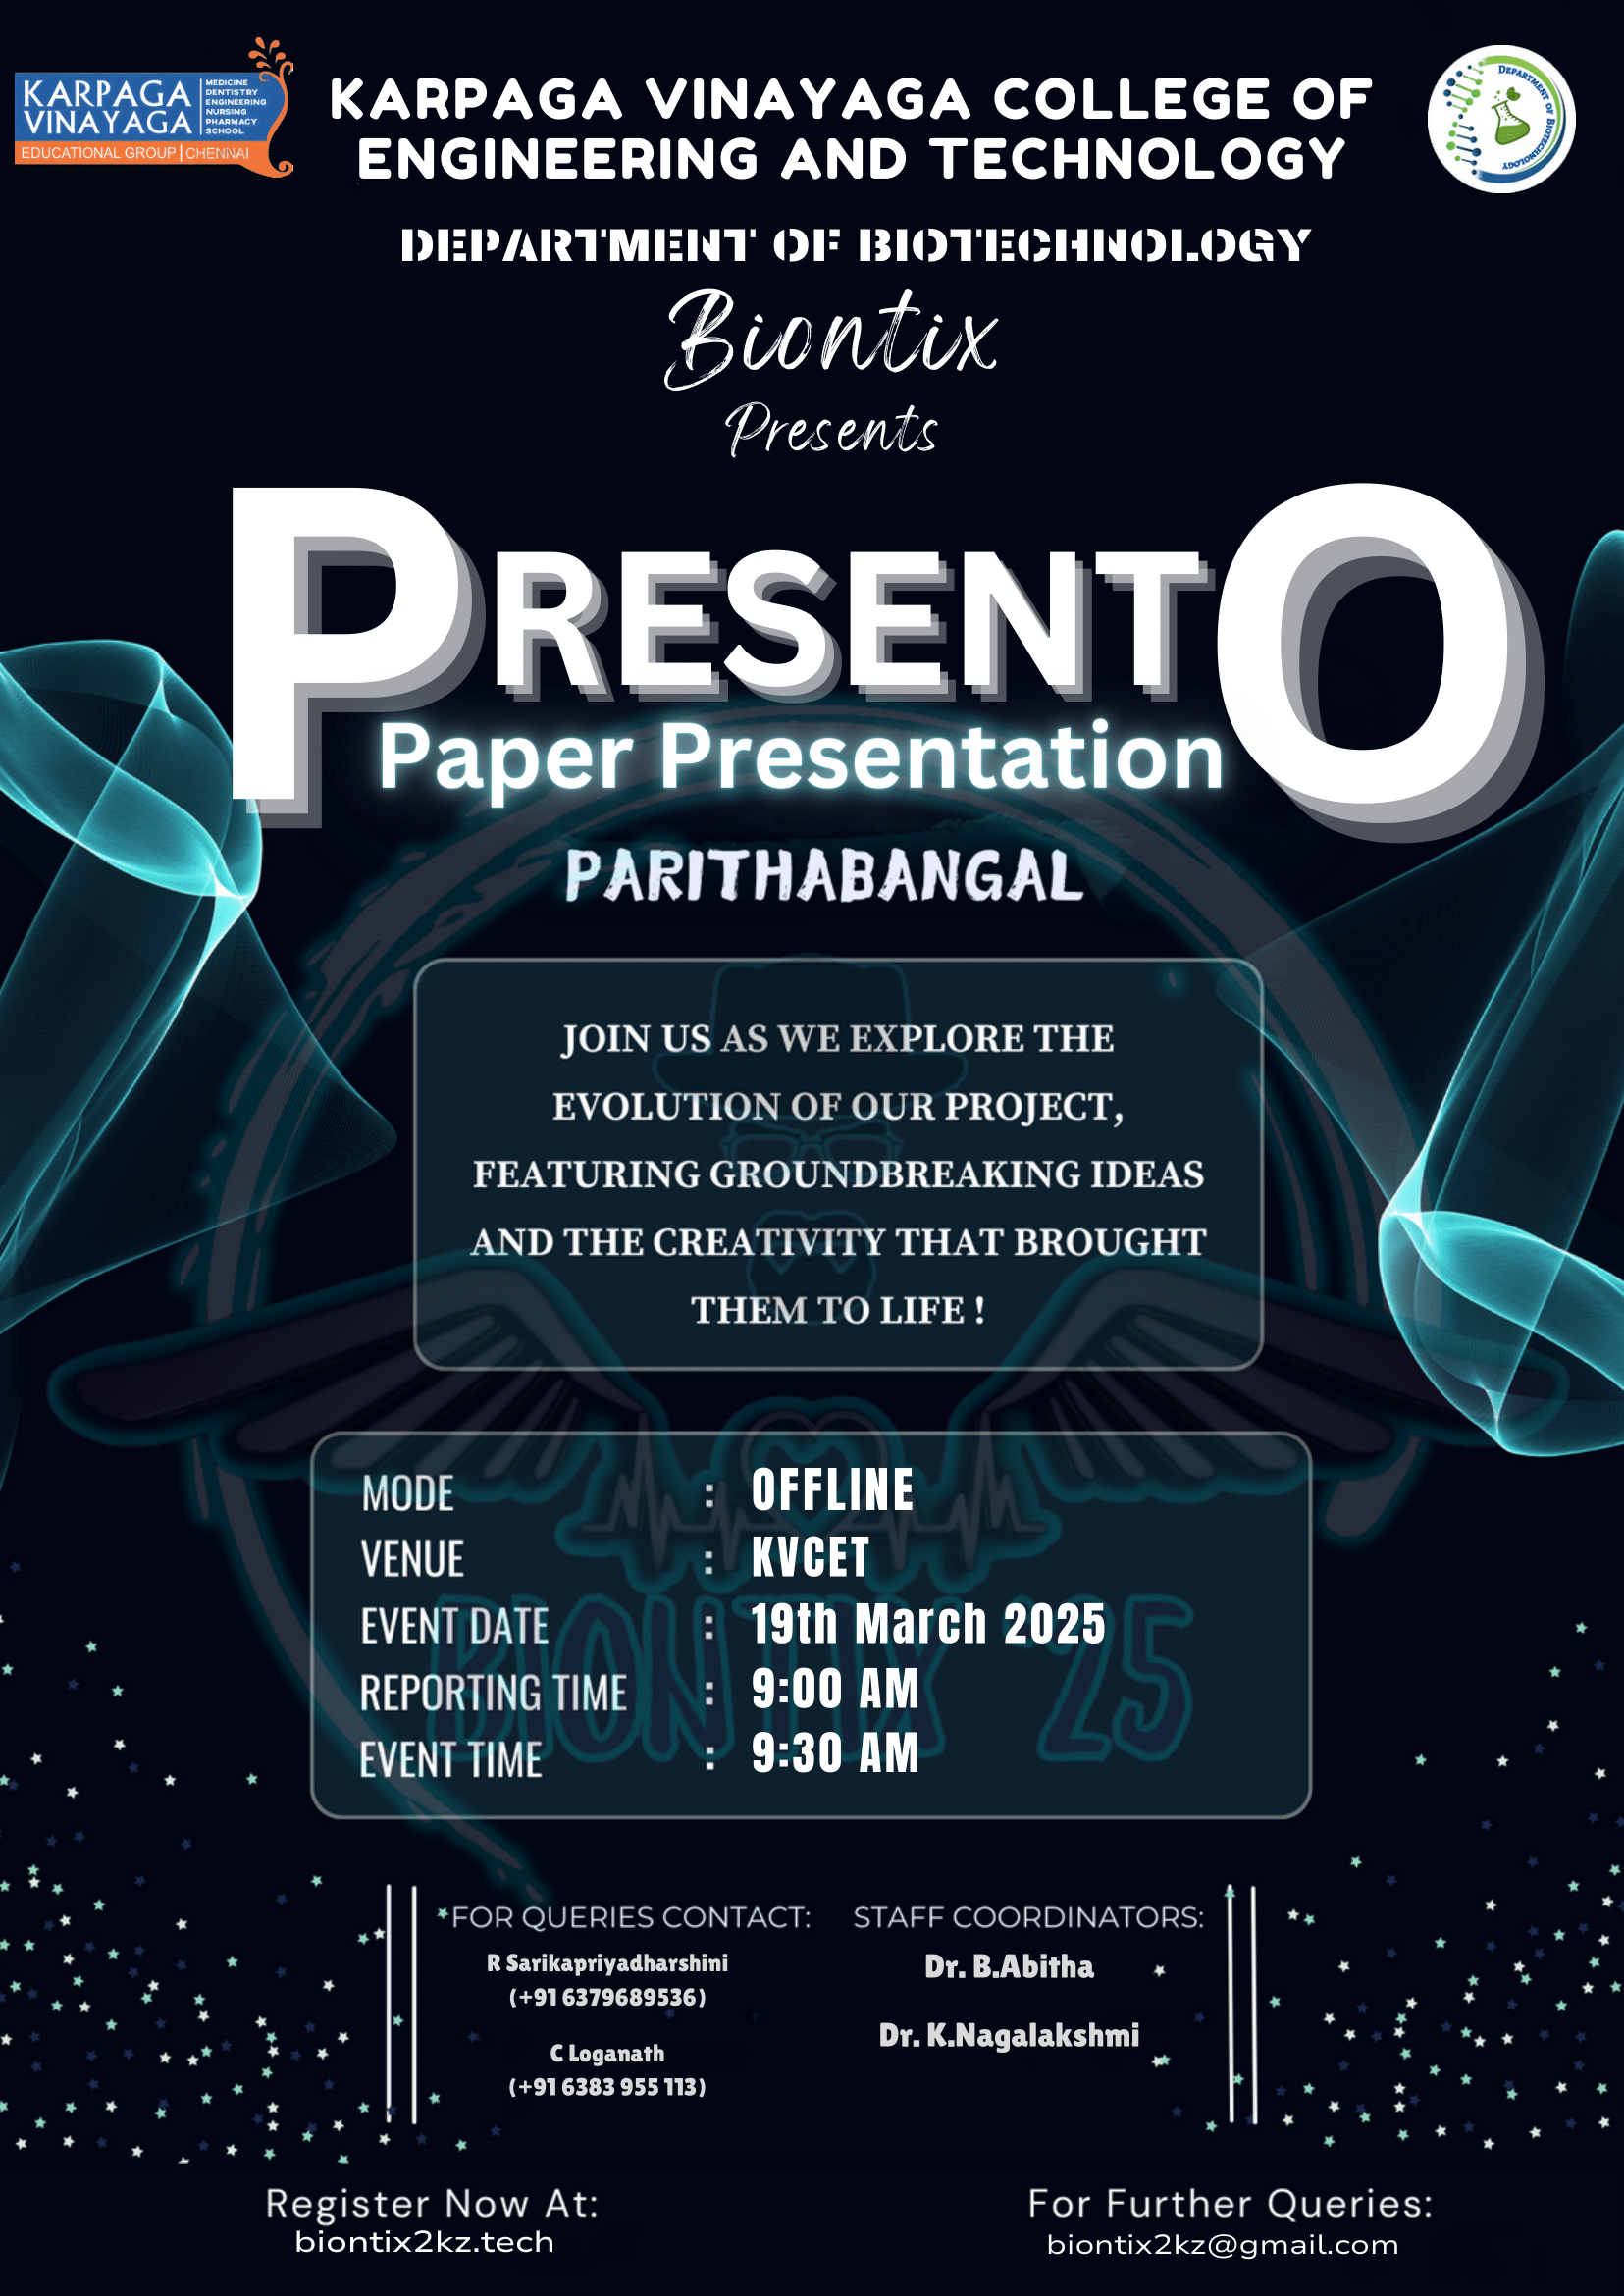 KARPAGA
VINAYAGA
MEDICINE
DENTISTRY
ENGINEERING
NURSING
PHARMACY
SCHOOL
EDUCATIONAL GROUP | CHENNAI
KARPAGA VINAYAGA COLLEGE OF
ENGINEERING AND TECHNOLOGY
DEPARTMENT OF BIOTECHNOLOGY
DEPARTMENT OF BIOTECHNOLOGY
Biontix
Presents
PRESENTO
Paper Presentation
PARITHABANGAL
JOIN US AS WE EXPLORE THE
EVOLUTION OF OUR PROJECT,
FEATURING GROUNDBREAKING IDEAS
AND THE CREATIVITY THAT BROUGHT
THEM TO LIFE !
MODE : OFFLINE
VENUE : KVCET
EVENT DATE : 19th March 2025
REPORTING TIME : 9:00 AM
EVENT TIME : 9:30 AM
BIONTIX '25
FOR QUERIES CONTACT:
R Sarikapriyadharshini
(+91 6379689536)
C Loganath
(+91 6383 955 113)
STAFF COORDINATORS:
Dr. B.Abitha
Dr. K.Nagalakshmi
Register Now At:
biontix2kz.tech
For Further Queries:
biontix2kz@gmail.com